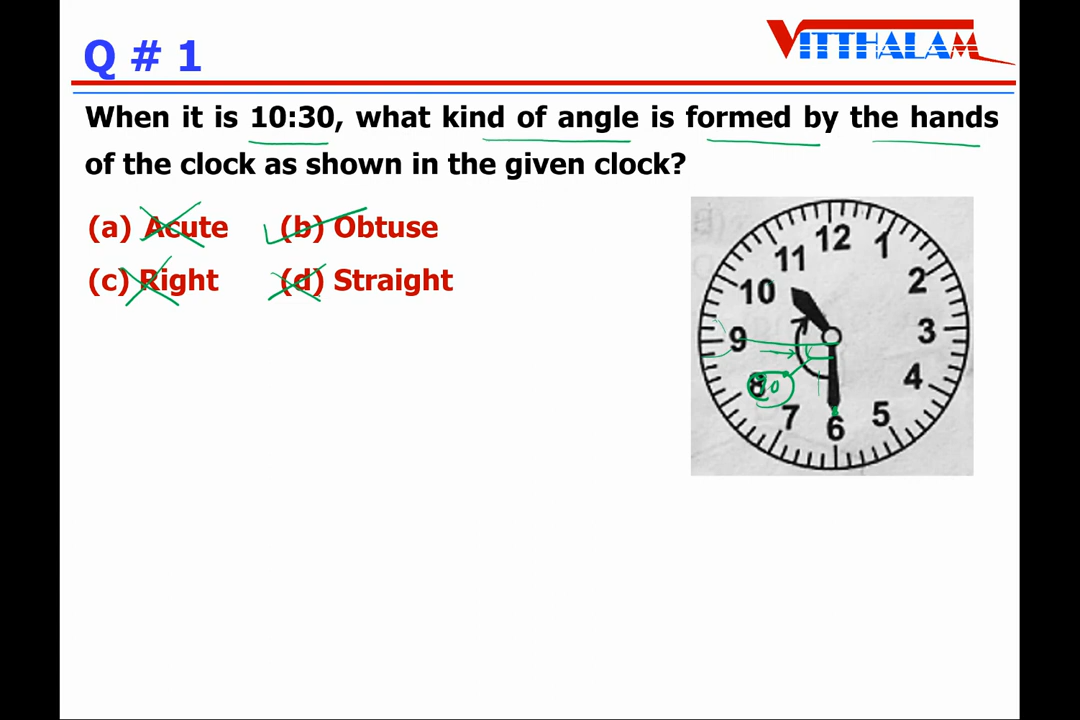 Q # 1
VITTHALAM
When it is 10:30, what kind of angle is formed by the hands
of the clock as shown in the given clock?
(a) Acute (b) Obtuse
(c) Right (d) Straight
12
11 1
10 2
9 3
8 4
7 5
6
90